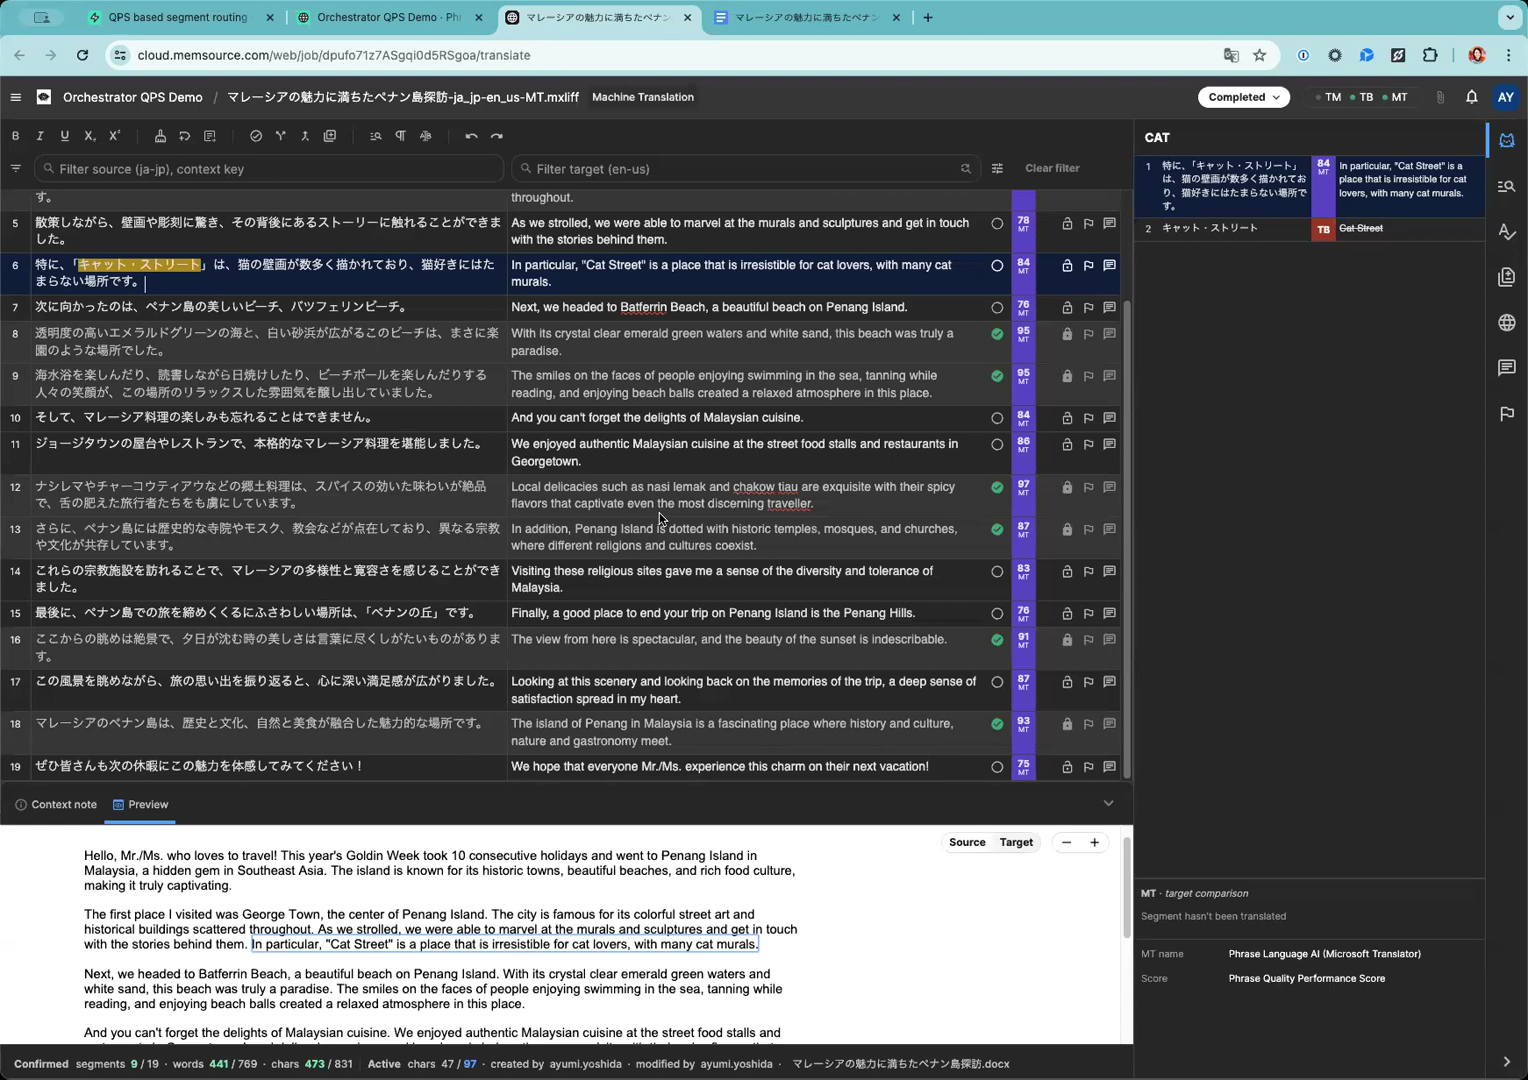 QPS based segment routing
Orchestrator QPS Demo · Ph
マレーシアの魅力に満ちたペナン
マレーシアの魅力に満ちたペナン
cloud.memsource.com/web/job/dpufo71z7ASgqi0d5RSgoa/translate
Orchestrator QPS Demo / マレーシアの魅力に満ちたペナン島探訪-ja_jp-en_us-MT.mxliff Machine Translation
Completed
TM TB MT
AY
B I U X₂ X²
Filter source (ja-jp), context key
Filter target (en-us)
Clear filter
す。
throughout.
5 散策しながら、壁画や彫刻に驚き、その背後にあるストーリーに触れることができま
した。
As we strolled, we were able to marvel at the murals and sculptures and get in touch
with the stories behind them.
78
MT
6 特に、「キャット・ストリート」は、猫の壁画が数多く描かれており、猫好きにはた
まらない場所です。
In particular, "Cat Street" is a place that is irresistible for cat lovers, with many cat
murals.
84
MT
7 次に向かったのは、ペナン島の美しいビーチ、バツフェリンビーチ。
Next, we headed to Batferrin Beach, a beautiful beach on Penang Island.
76
MT
8 透明度の高いエメラルドグリーンの海と、白い砂浜が広がるこのビーチは、まさに楽
園のような場所でした。
With its crystal clear emerald green waters and white sand, this beach was truly a
paradise.
95
MT
9 海水浴を楽しんだり、読書しながら日焼けしたり、ビーチボールを楽しんだりする
人々の笑顔が、この場所のリラックスした雰囲気を醸し出していました。
The smiles on the faces of people enjoying swimming in the sea, tanning while
reading, and enjoying beach balls created a relaxed atmosphere in this place.
95
MT
10 そして、マレーシア料理の楽しみも忘れることはできません。
And you can't forget the delights of Malaysian cuisine.
84
MT
11 ジョージタウンの屋台やレストランで、本格的なマレーシア料理を堪能しました。
We enjoyed authentic Malaysian cuisine at the street food stalls and restaurants in
Georgetown.
86
MT
12 ナシレマやチャーコウティアウなどの郷土料理は、スパイスの効いた味わいが絶品
で、舌の肥えた旅行者たちをも虜にしています。
Local delicacies such as nasi lemak and chakow tiau are exquisite with their spicy
flavors that captivate even the most discerning traveller.
97
MT
13 さらに、ペナン島には歴史的な寺院やモスク、教会などが点在しており、異なる宗教
や文化が共存しています。
In addition, Penang Island is dotted with historic temples, mosques, and churches,
where different religions and cultures coexist.
87
MT
14 これらの宗教施設を訪れることで、マレーシアの多様性と寛容さを感じることができ
ました。
Visiting these religious sites gave me a sense of the diversity and tolerance of
Malaysia.
83
MT
15 最後に、ペナン島での旅を締めくくるにふさわしい場所は、「ペナンの丘」です。
Finally, a good place to end your trip on Penang Island is the Penang Hills.
76
MT
16 ここからの眺めは絶景で、夕日が沈む時の美しさは言葉に尽くしがたいものがありま
す。
The view from here is spectacular, and the beauty of the sunset is indescribable.
91
MT
17 この風景を眺めながら、旅の思い出を振り返ると、心に深い満足感が広がりました。
Looking at this scenery and looking back on the memories of the trip, a deep sense of
satisfaction spread in my heart.
87
MT
18 マレーシアのペナン島は、歴史と文化、自然と美食が融合した魅力的な場所です。
The island of Penang in Malaysia is a fascinating place where history and culture,
nature and gastronomy meet.
93
MT
19 ぜひ皆さんも次の休暇にこの魅力を体感してみてください！
We hope that everyone Mr./Ms. experience this charm on their next vacation!
75
MT
CAT
1 特に、「キャット・ストリート」
は、猫の壁画が数多く描かれてお
り、猫好きにはたまらない場所で
す。
84
MT
In particular, "Cat Street" is a
place that is irresistible for cat
lovers, with many cat murals.
2 キャット・ストリート TB Cat Street
MT · target comparison
Segment hasn't been translated
MT name Phrase Language AI (Microsoft Translator)
Score Phrase Quality Performance Score
Context note Preview
Source Target
Hello, Mr./Ms. who loves to travel! This year's Goldin Week took 10 consecutive holidays and went to Penang Island in
Malaysia, a hidden gem in Southeast Asia. The island is known for its historic towns, beautiful beaches, and rich food culture,
making it truly captivating.
The first place I visited was George Town, the center of Penang Island. The city is famous for its colorful street art and
historical buildings scattered throughout. As we strolled, we were able to marvel at the murals and sculptures and get in touch
with the stories behind them. In particular, "Cat Street" is a place that is irresistible for cat lovers, with many cat murals.
Next, we headed to Batferrin Beach, a beautiful beach on Penang Island. With its crystal clear emerald green waters and
white sand, this beach was truly a paradise. The smiles on the faces of people enjoying swimming in the sea, tanning while
reading, and enjoying beach balls created a relaxed atmosphere in this place.
And you can't forget the delights of Malaysian cuisine. We enjoyed authentic Malaysian cuisine at the street food stalls and
Confirmed segments 9 / 19 · words 441 / 769 · chars 473 / 831 Active chars 47 / 97 · created by ayumi.yoshida · modified by ayumi.yoshida · マレーシアの魅力に満ちたペナン島探訪.docx